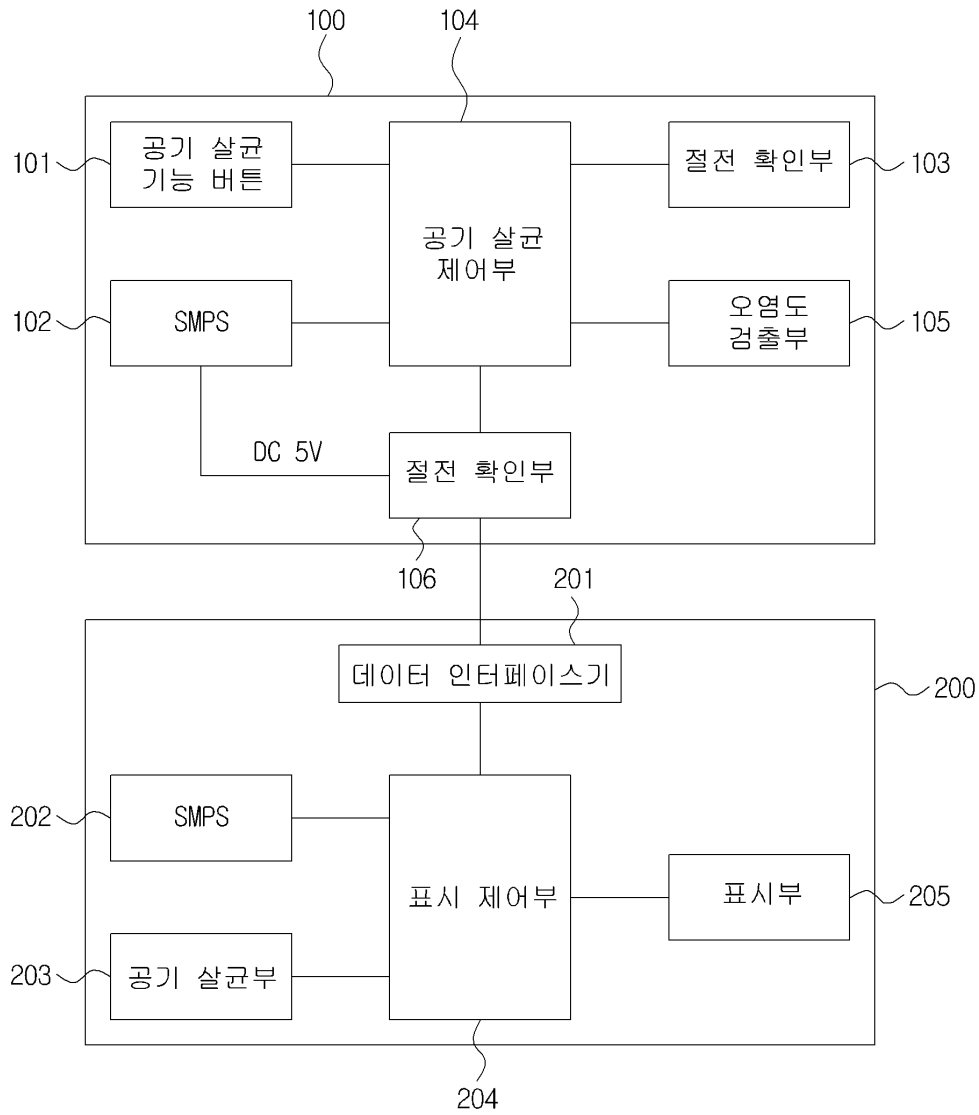 100
104
101
공기 살균
기능 버튼
절전 확인부
103
공기 살균
제어부
102
SMPS
오염도
검출부
105
DC 5V
절전 확인부
106
201
데이터 인터페이스기
200
202
SMPS
표시 제어부
표시부
205
203
공기 살균부
204